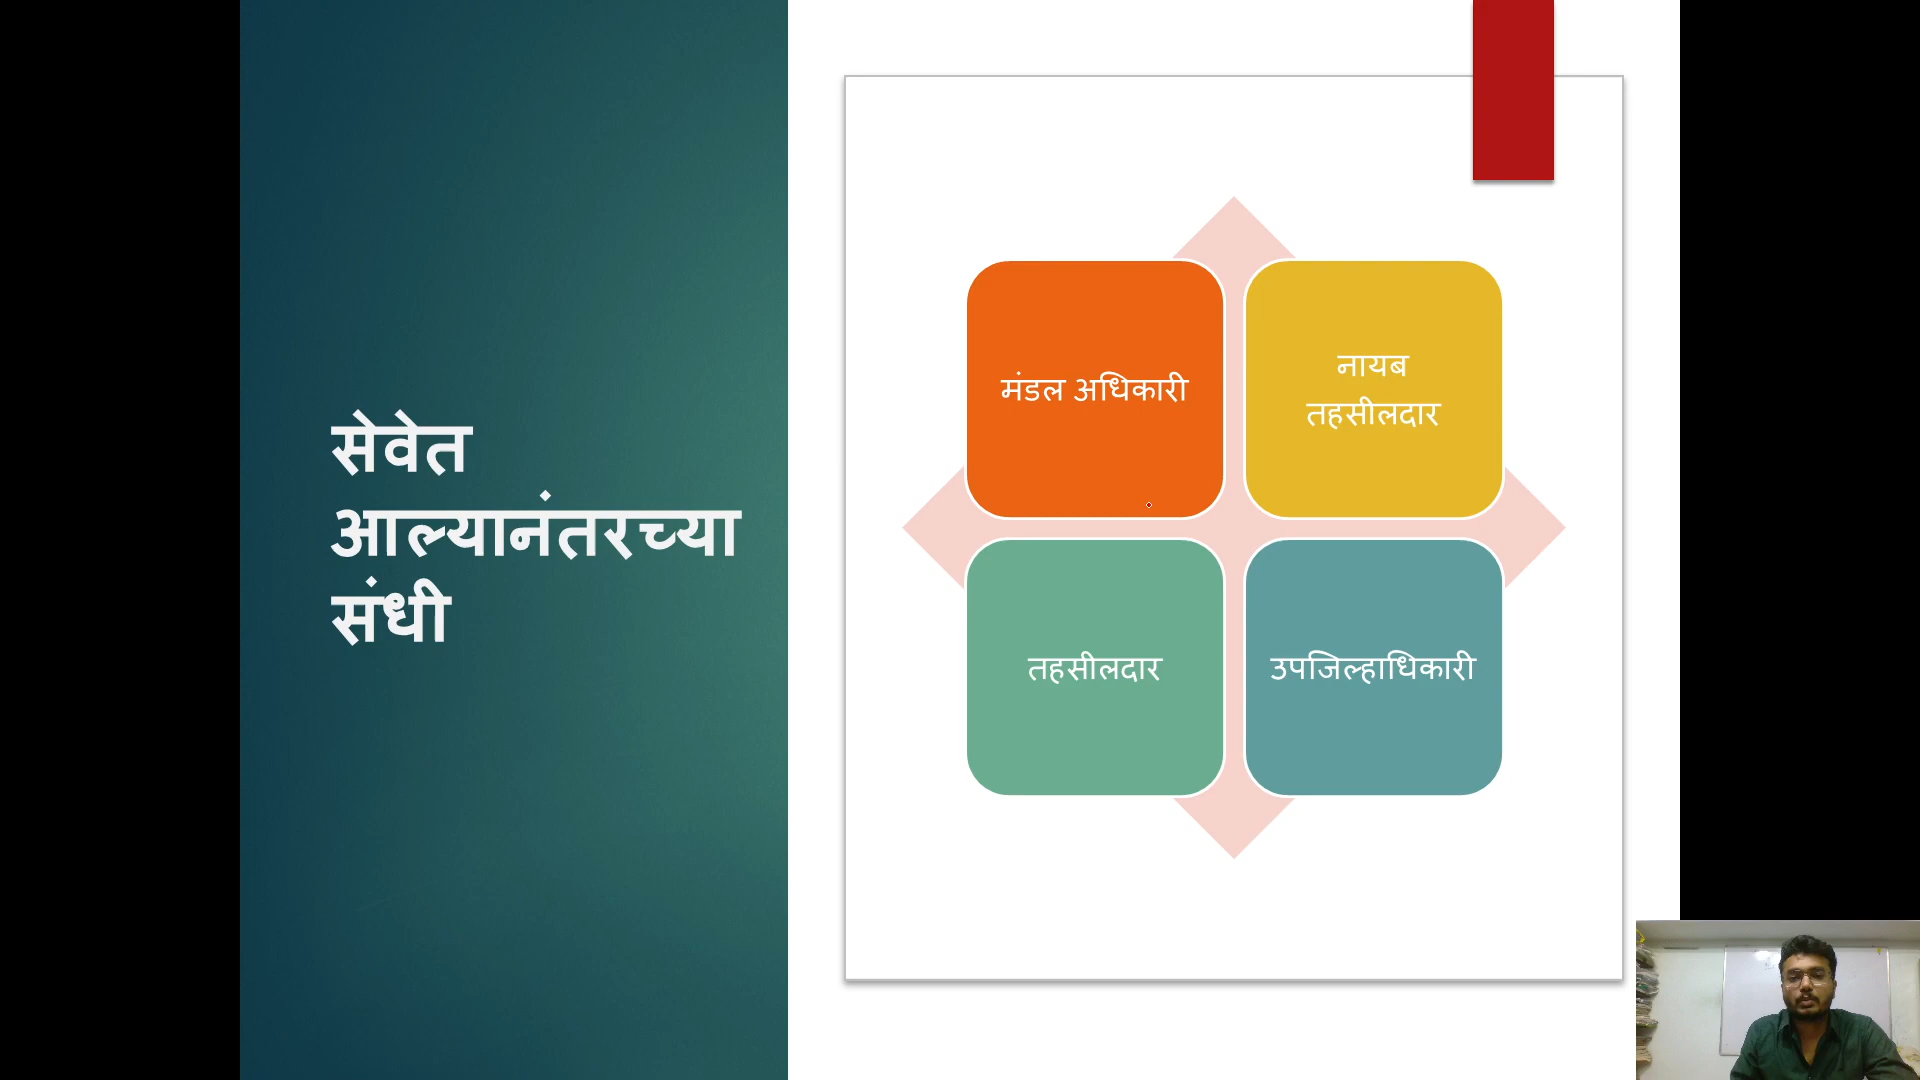 सेवेत
आल्यानंतरच्या
संधी
मंडल अधिकारी
नायब
तहसीलदार
तहसीलदार
उपजिल्हाधिकारी